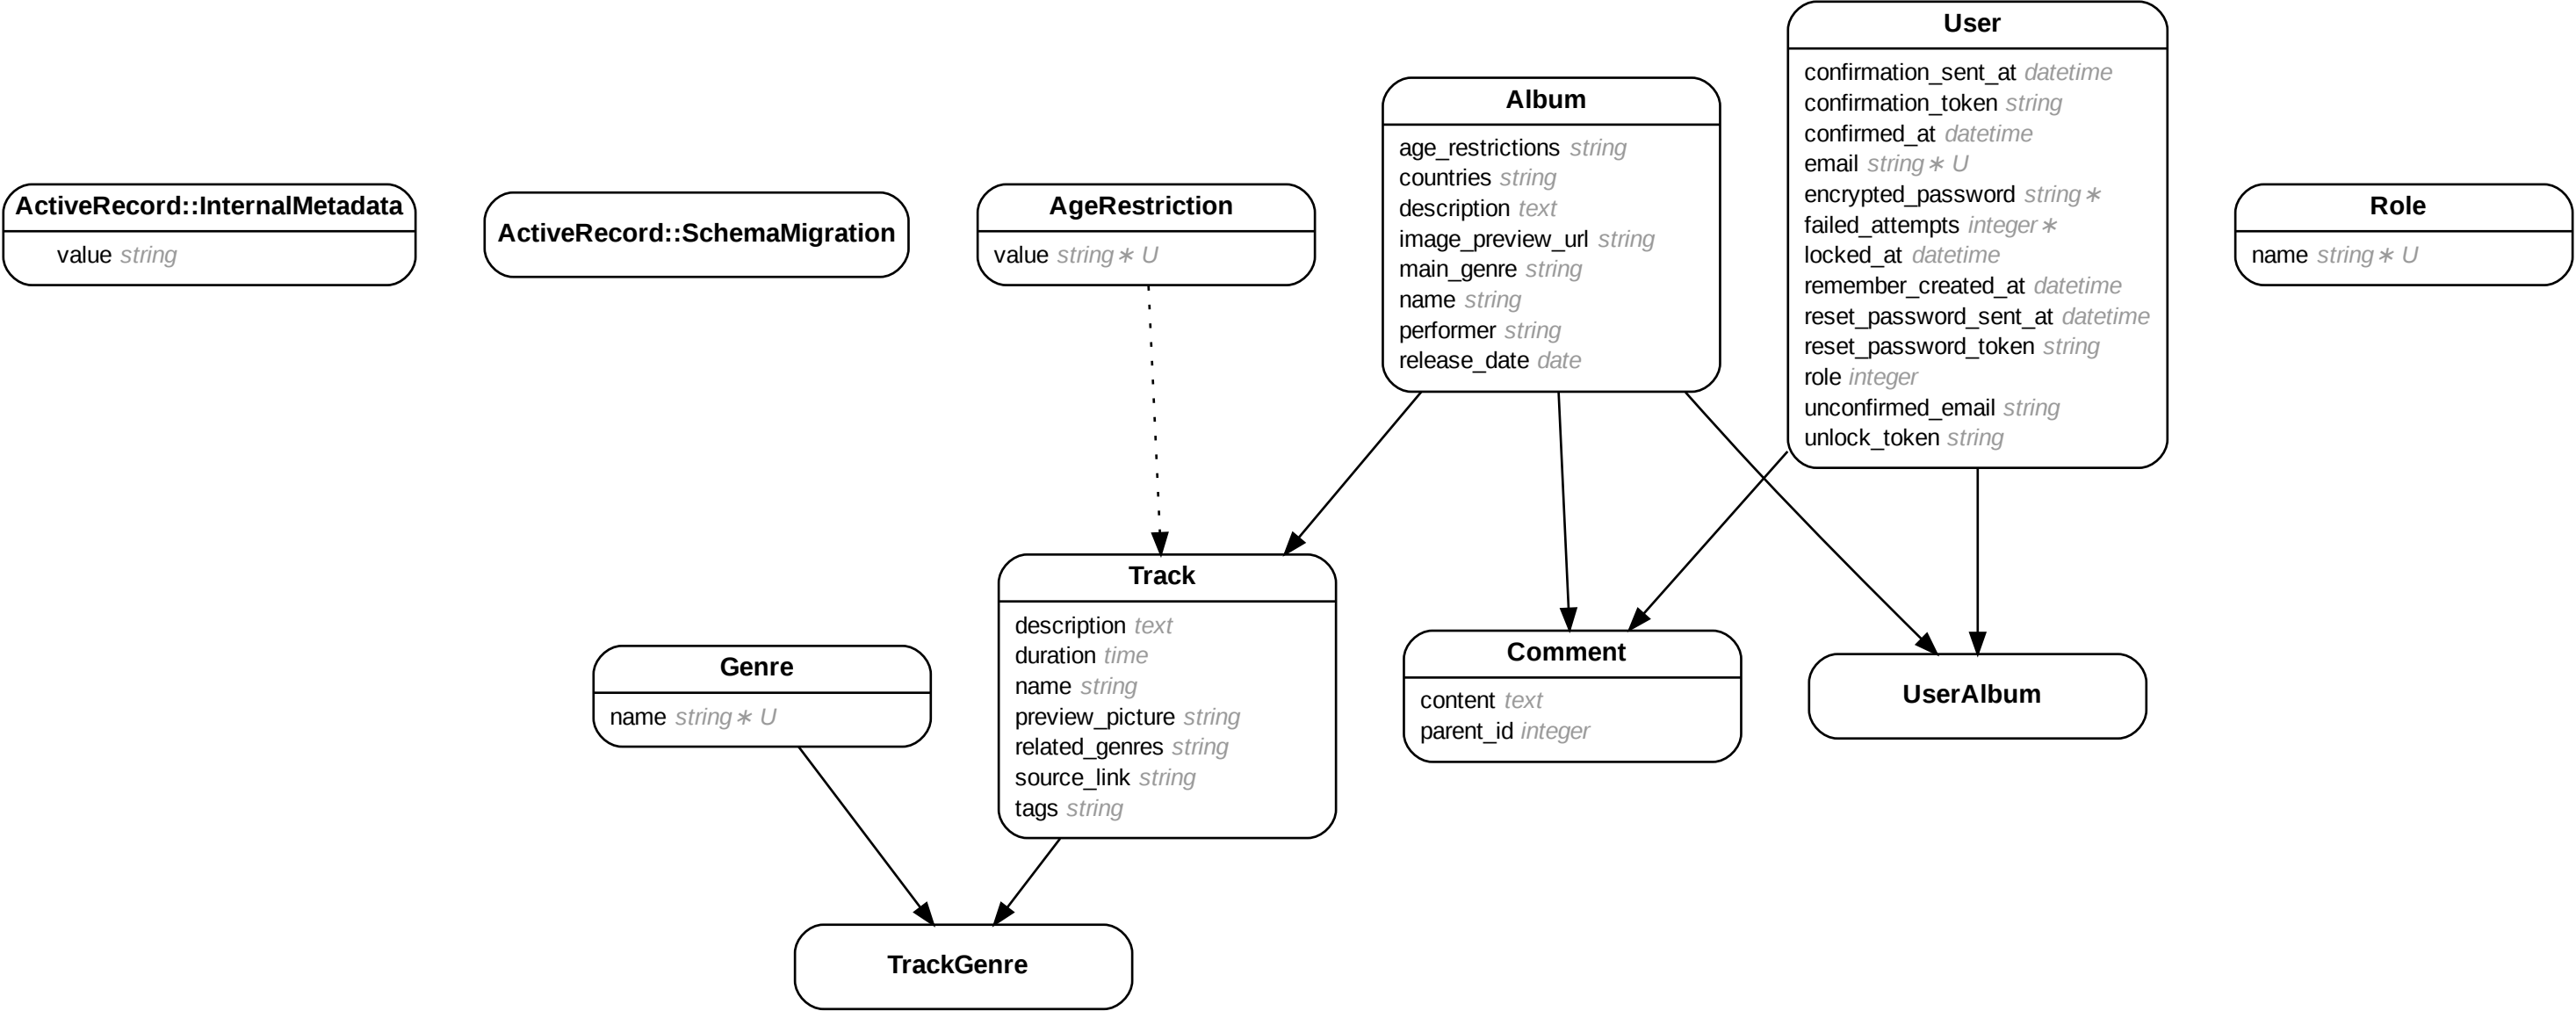 ActiveRecord::InternalMetadata
value string
ActiveRecord::SchemaMigration
AgeRestriction
value string∗ U
Album
age_restrictions string
countries string
description text
image_preview_url string
main_genre string
name string
performer string
release_date date
User
confirmation_sent_at datetime
confirmation_token string
confirmed_at datetime
email string∗ U
encrypted_password string∗
failed_attempts integer∗
locked_at datetime
remember_created_at datetime
reset_password_sent_at datetime
reset_password_token string
role integer
unconfirmed_email string
unlock_token string
Role
name string∗ U
Genre
name string∗ U
Track
description text
duration time
name string
preview_picture string
related_genres string
source_link string
tags string
Comment
content text
parent_id integer
UserAlbum
TrackGenre